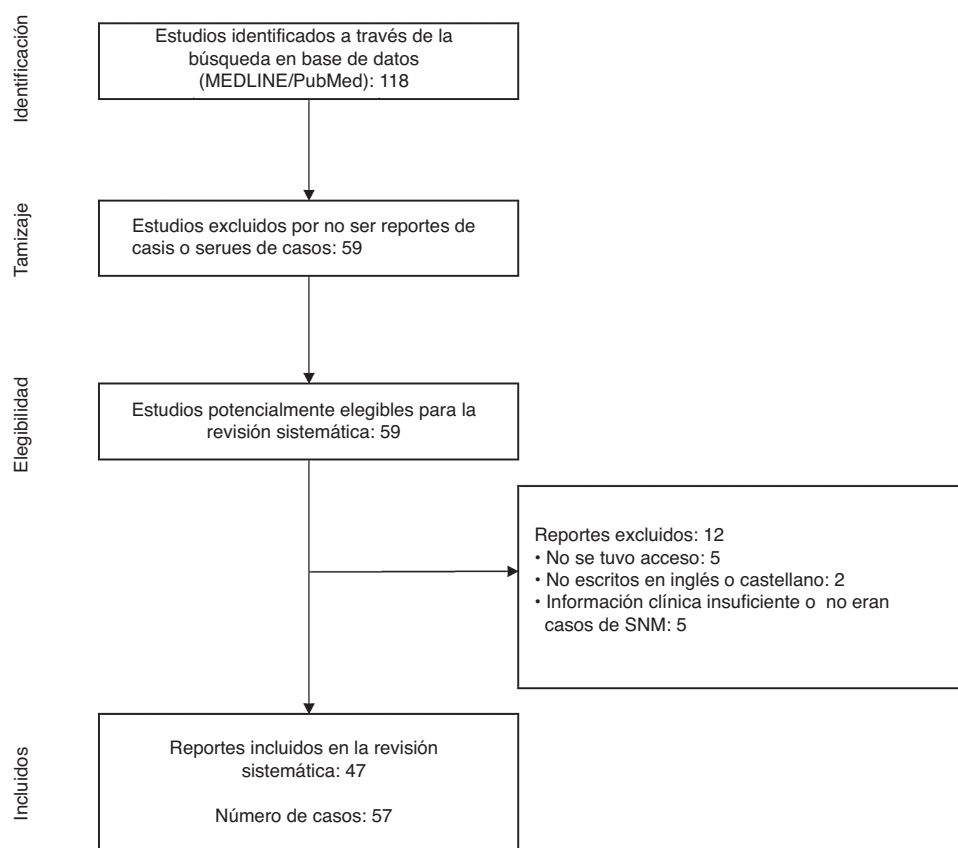 Identificación
Estudios identificados a través de la
búsqueda en base de datos
(MEDLINE/PubMed): 118
Tamizaje
Estudios excluidos por no ser reportes de
casis o serues de casos: 59
Elegibilidad
Estudios potencialmente elegibles para la
revisión sistemática: 59
Reportes excluidos: 12
• No se tuvo acceso: 5
• No escritos en inglés o castellano: 2
• Información clínica insuficiente o no eran
casos de SNM: 5
Incluidos
Reportes incluidos en la revisión
sistemática: 47
Número de casos: 57